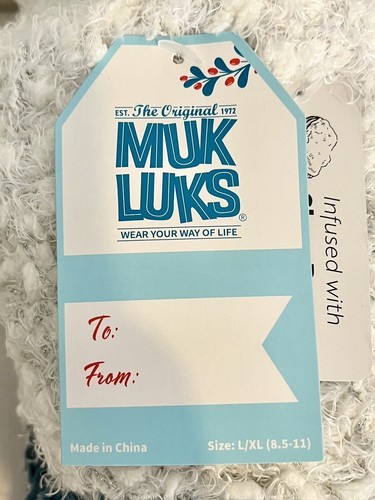 EST. The Original 1972
MUK
LUKS®
WEAR YOUR WAY OF LIFE
To:
From:
Made in China
Size: L/XL (8.5-11)
Infused with